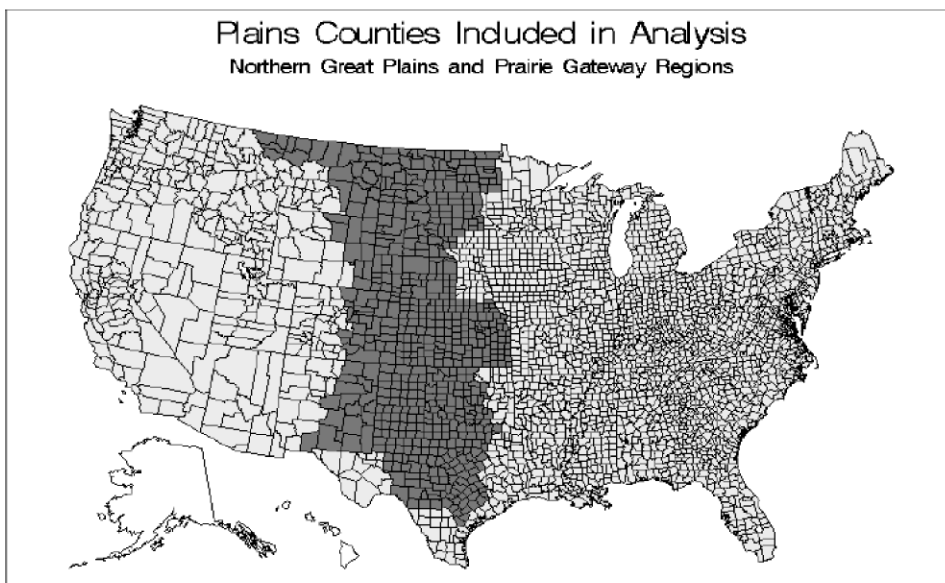 Plains Counties Included in Analysis
Northern Great Plains and Prairie Gateway Regions